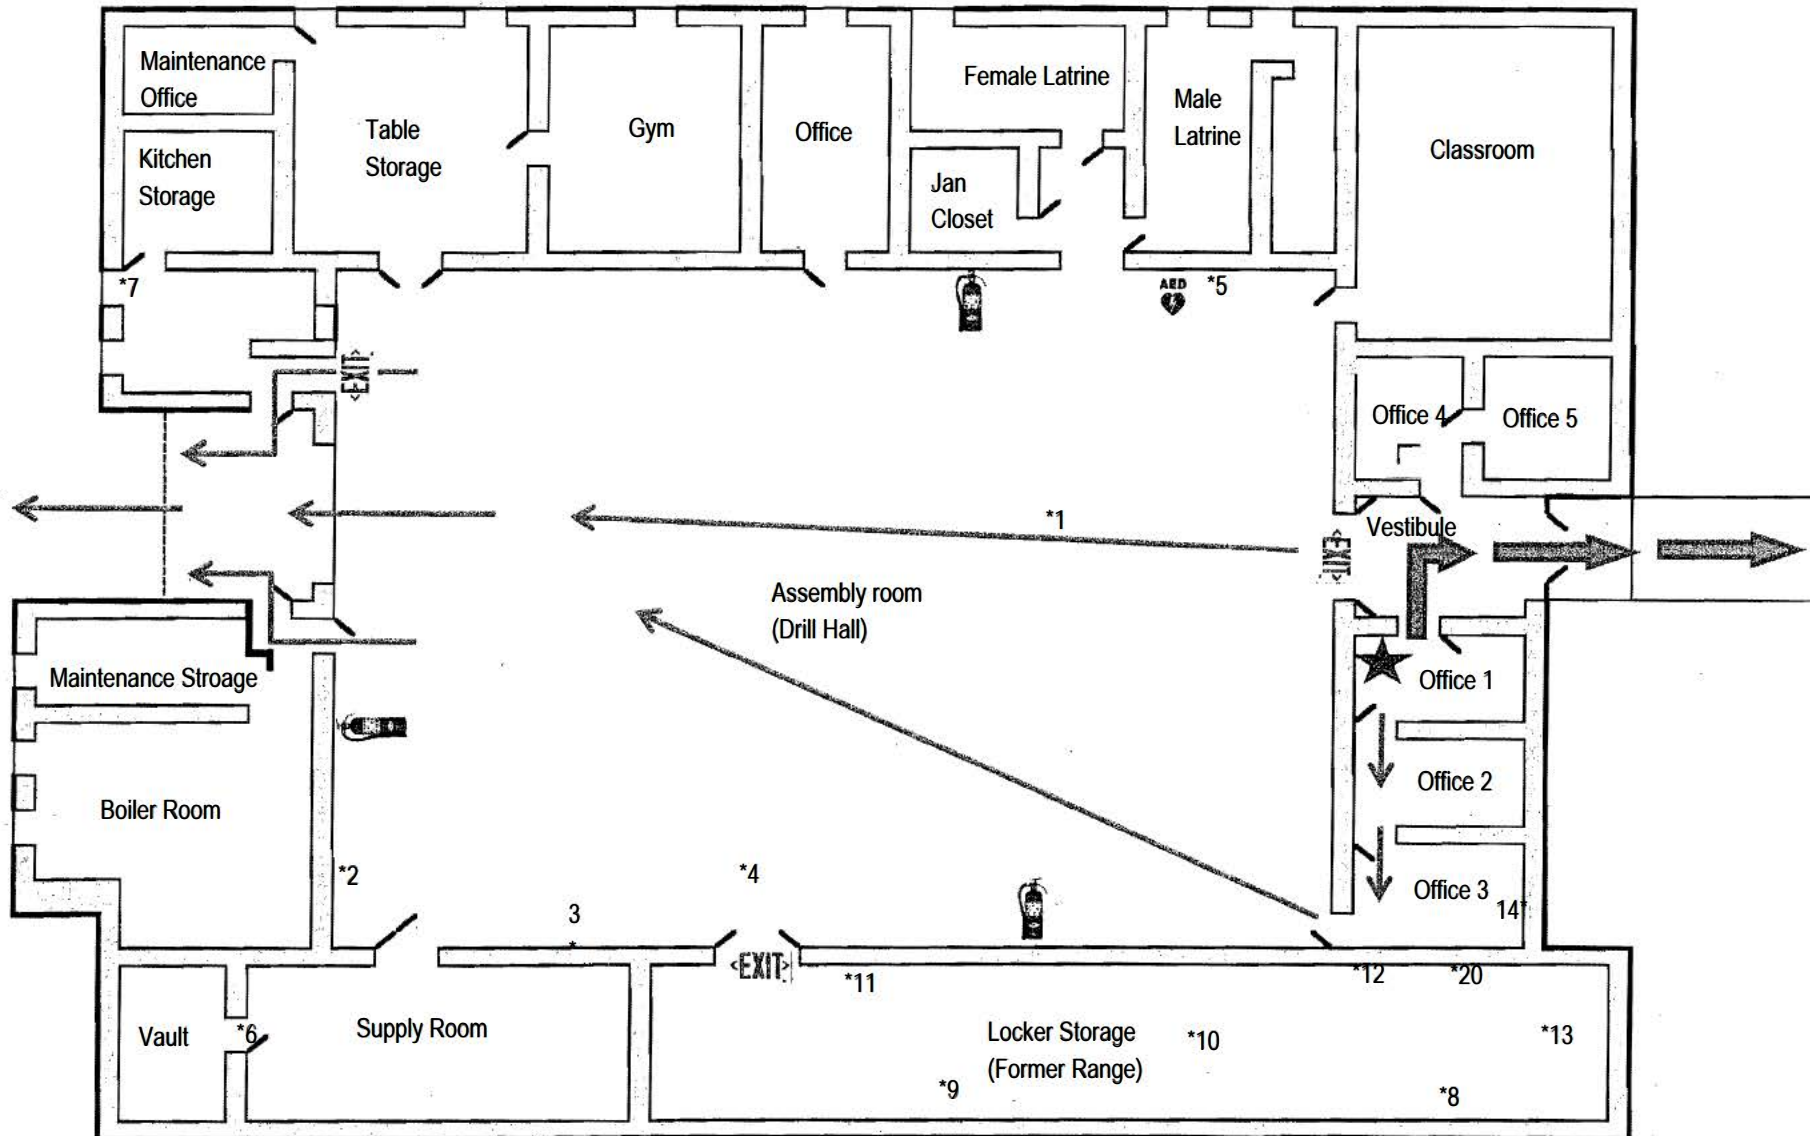 Maintenance
Office
Kitchen
Storage
Table
Storage
Gym
Office
Female Latrine
Jan
Closet
Male
Latrine
Classroom
*7
AED
*5
<EXIT>
Office 4
Office 5
*1
Vestibule
<EXIT>
Assembly room
(Drill Hall)
Maintenance Stroage
Office 1
Office 2
Boiler Room
*2
*4
3
*
Office 3
14*
<EXIT>
*11
*12
*20
Vault
*6
Supply Room
Locker Storage
(Former Range)
*10
*13
*9
*8